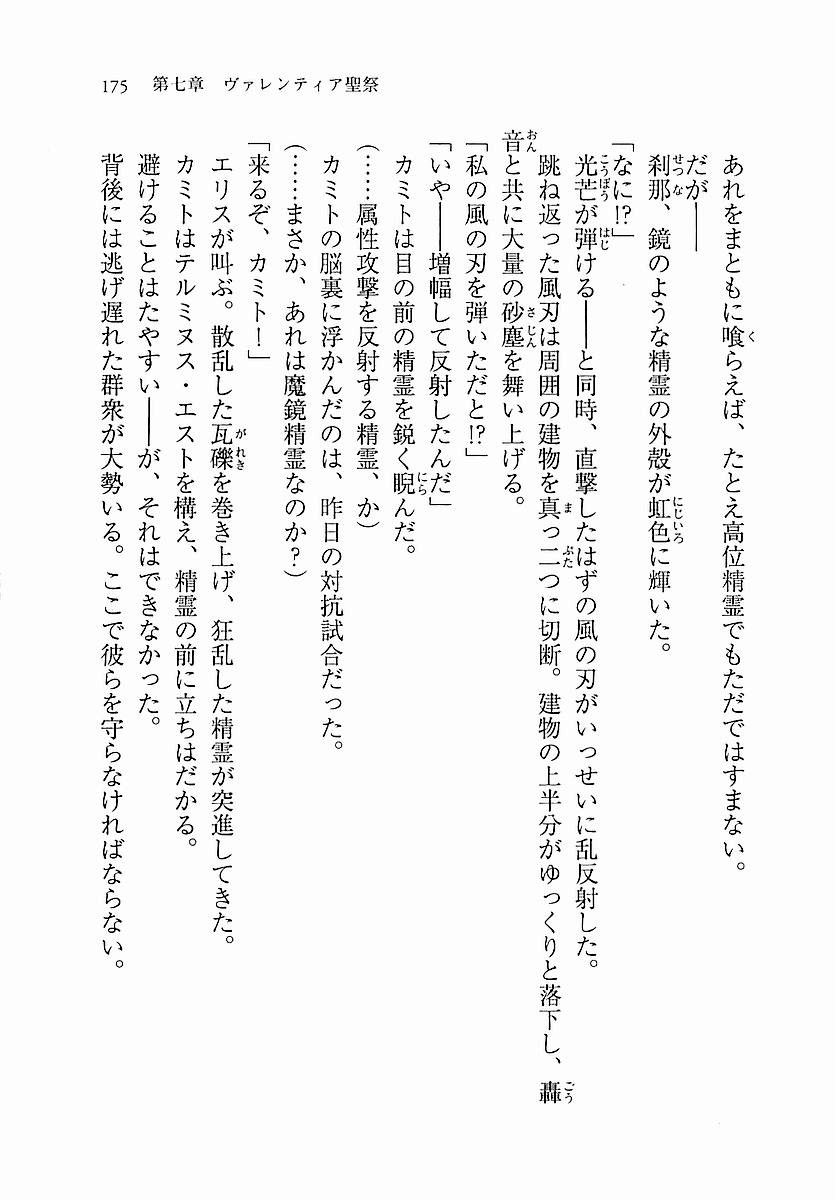 175　第七章　ヴァレンティア聖祭
あれをまともに喰らえば、たとえ高位精霊でもただではすまない。
だが――
刹那、鏡のような精霊の外殻が虹色に輝いた。
「なに!?」
光芒が弾ける――と同時、直撃したはずの風の刃がいっせいに乱反射した。
跳ね返った風刃は周囲の建物を真っ二つに切断。建物の上半分がゆっくりと落下し、轟
音と共に大量の砂塵を舞い上げる。
「私の風の刃を弾いただと!?」
「いや――増幅して反射したんだ」
カミトは目の前の精霊を鋭く睨んだ。
(……属性攻撃を反射する精霊、か)
カミトの脳裏に浮かんだのは、昨日の対抗試合だった。
(……まさか、あれは魔鏡精霊なのか？)
「来るぞ、カミト！」
エリスが叫ぶ。散乱した瓦礫を巻き上げ、狂乱した精霊が突進してきた。
カミトはテルミヌス・エストを構え、精霊の前に立ちはだかる。
避けることはたやすい――が、それはできなかった。
背後には逃げ遅れた群衆が大勢いる。ここで彼らを守らなければならない。